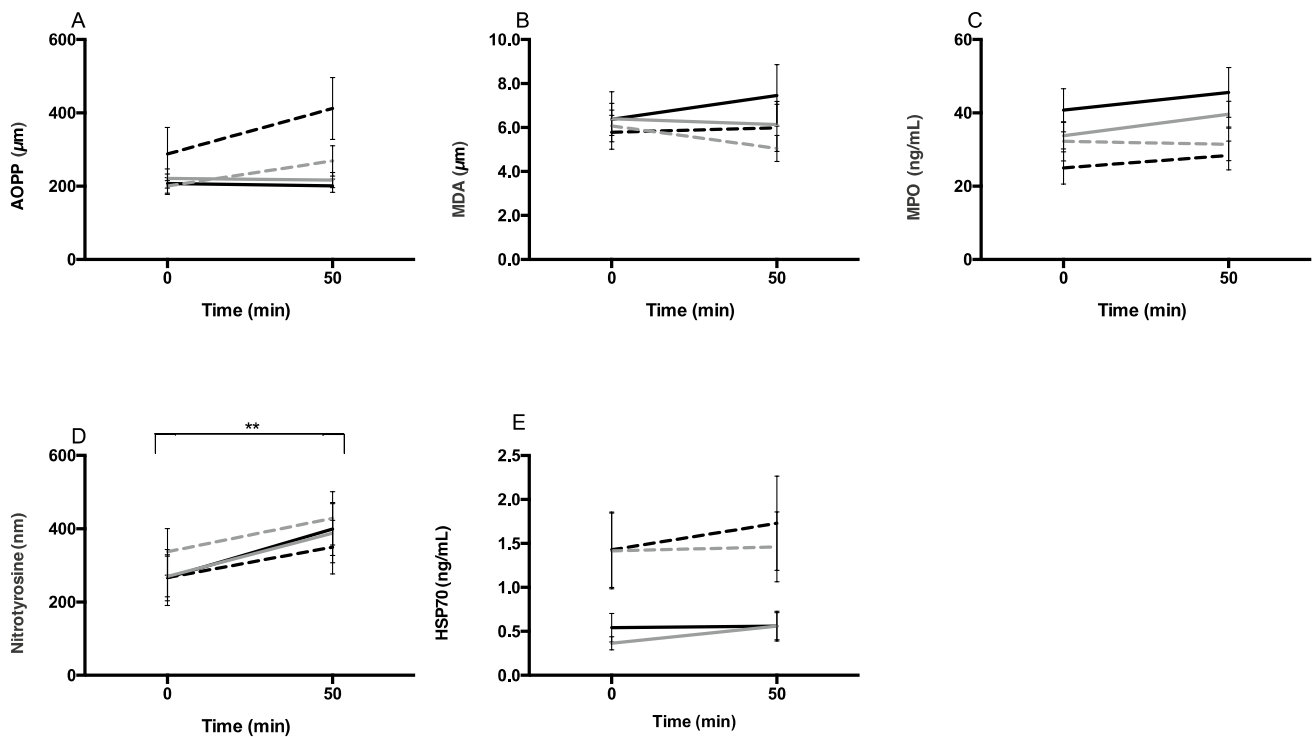 A
600
400
200
0
AOPP (µm)
0 50
Time (min)
B
10.0
8.0
6.0
4.0
2.0
0.0
MDA (µm)
0 50
Time (min)
C
60
40
20
0
MPO (ng/mL)
0 50
Time (min)
D
**
600
400
200
0
Nitrotyrosine (nm)
0 50
Time (min)
E
2.5
2.0
1.5
1.0
0.5
0.0
HSP70 (ng/mL)
0 50
Time (min)